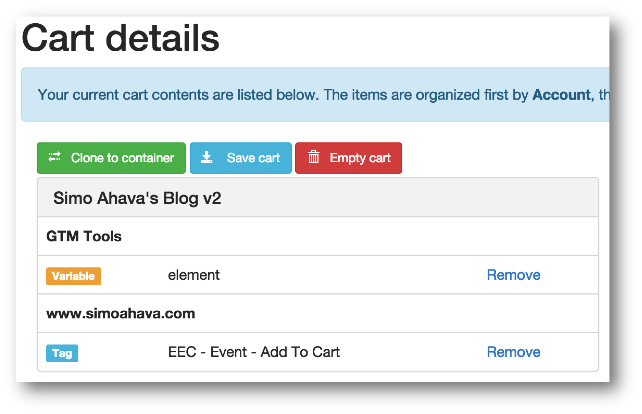 Cart details
Your current cart contents are listed below. The items are organized first by Account,
Clone to container Save cart Empty cart
Simo Ahava's Blog v2
GTM Tools
Variable element Remove
www.simoahava.com
Tag EEC - Event - Add To Cart Remove